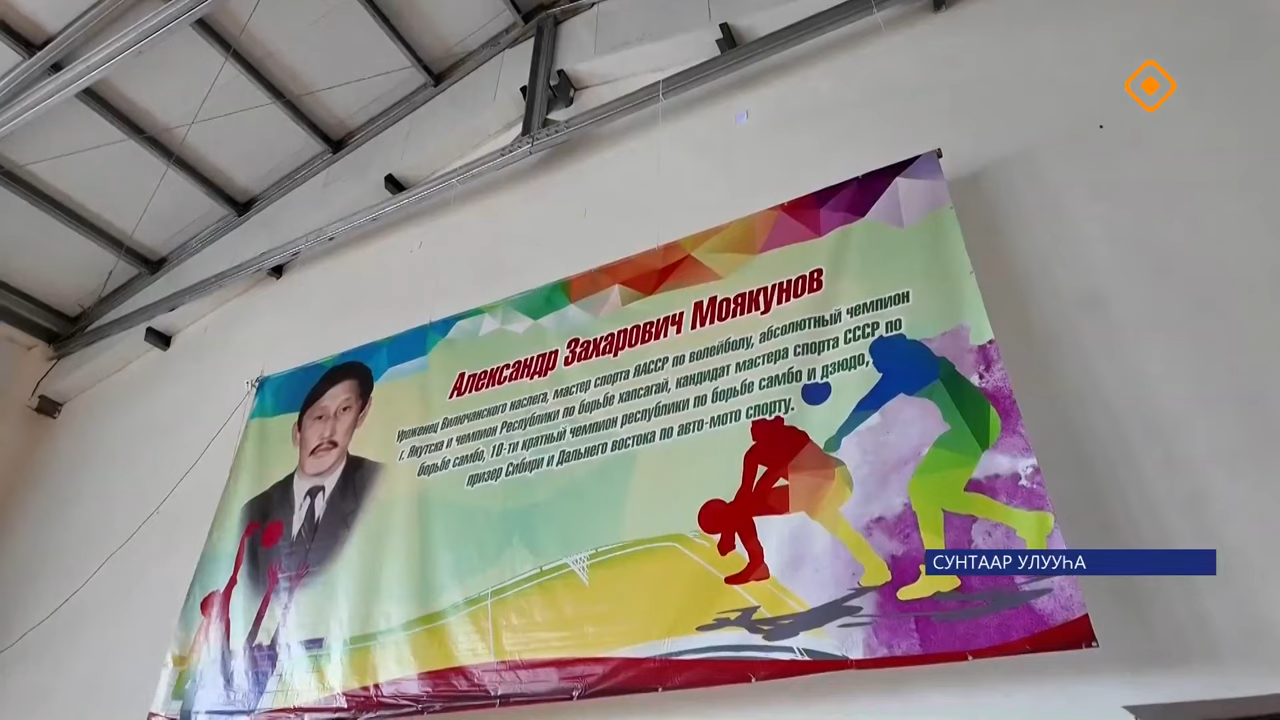 Александр Захарович Моякунов
Уроженец Вилючанского наслега, мастер спорта ЯАССР по волейболу, абсолютный чемпион
г. Якутска и чемпион Республики по борьбе хапсагай, кандидат мастера спорта СССР по
борьбе самбо, 10-ти кратный чемпион республики по борьбе самбо и дзюдо,
призер Сибири и Дальнего востока по авто-мото спорту.
СУНТААР УЛУУҺА